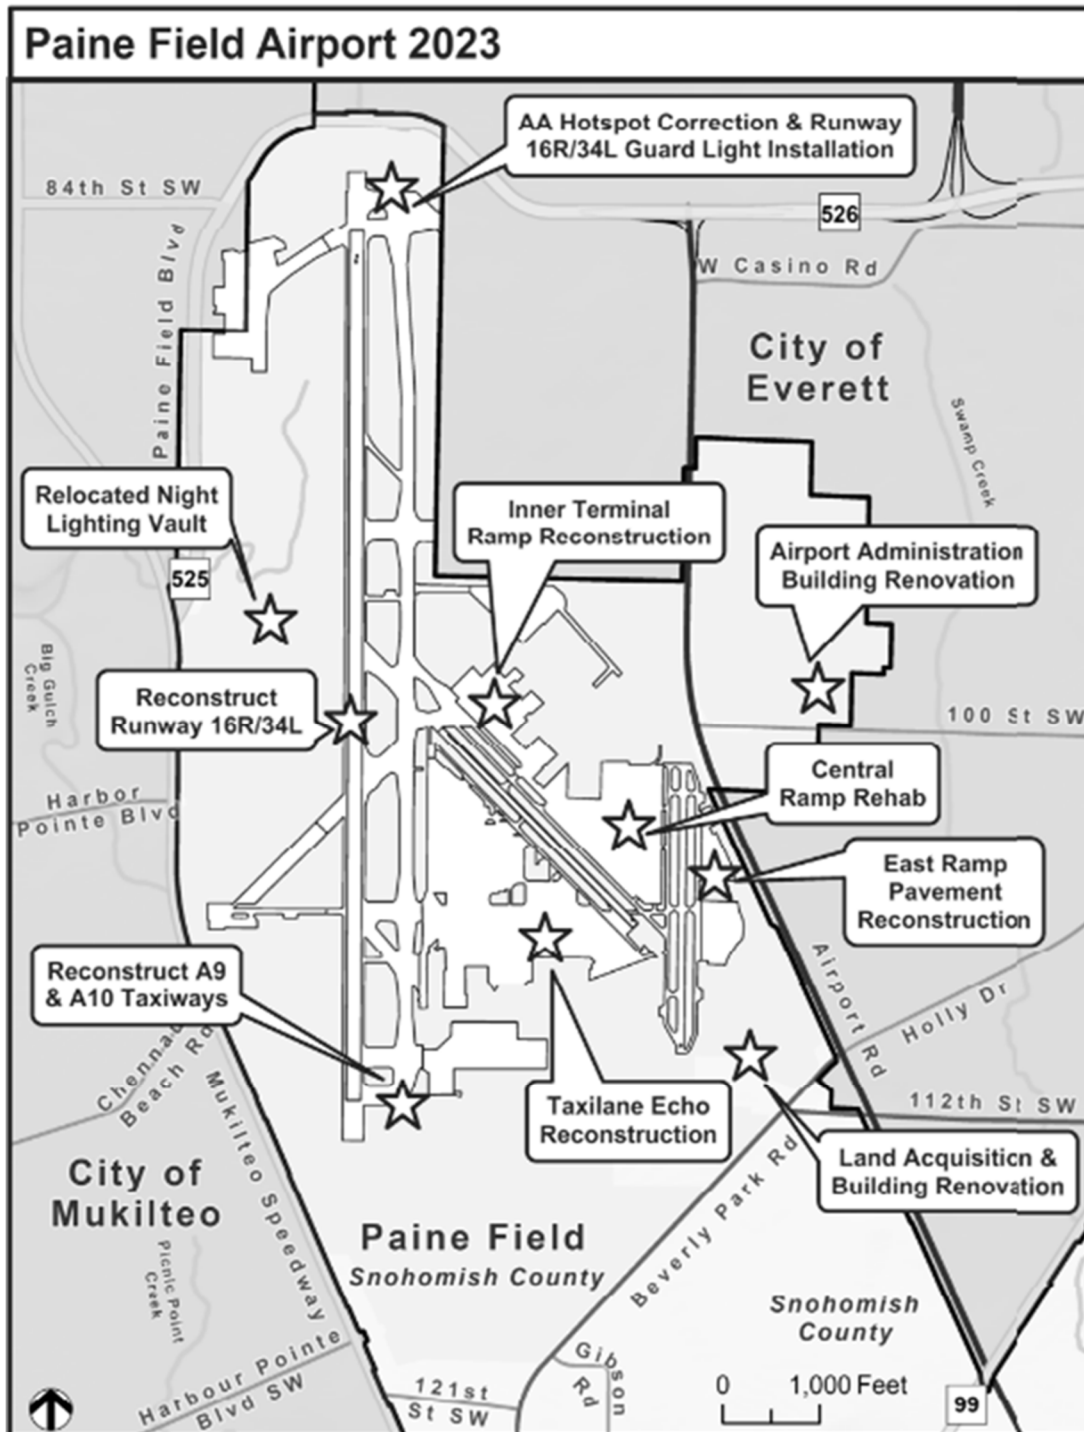 Paine Field Airport 2023
AA Hotspot Correction & Runway
16R/34L Guard Light Installation
84th St SW
526
W Casino Rd
Paine Field Blvd
City of
Everett
Swamp Creek
Relocated Night
Lighting Vault
Inner Terminal
Ramp Reconstruction
Airport Administration
Building Renovation
525
Big Gulch
Creek
Reconstruct
Runway 16R/34L
100 St SW
Central
Ramp Rehab
Harbor
Pointe Blvd
East Ramp
Pavement
Reconstruction
Reconstruct A9
& A10 Taxiways
Airport Rd
Holly Dr
Beach Rd
Mukilteo Speedway
Taxilane Echo
Reconstruction
112th St SW
Land Acquisition &
Building Renovation
City of
Mukilteo
Beverly Park Rd
Paine Field
Snohomish County
Picnic Point
Creek
Snohomish
County
Harbour Pointe
Blvd SW
Gibson
Rd
121st
St SW
0 1,000 Feet
99